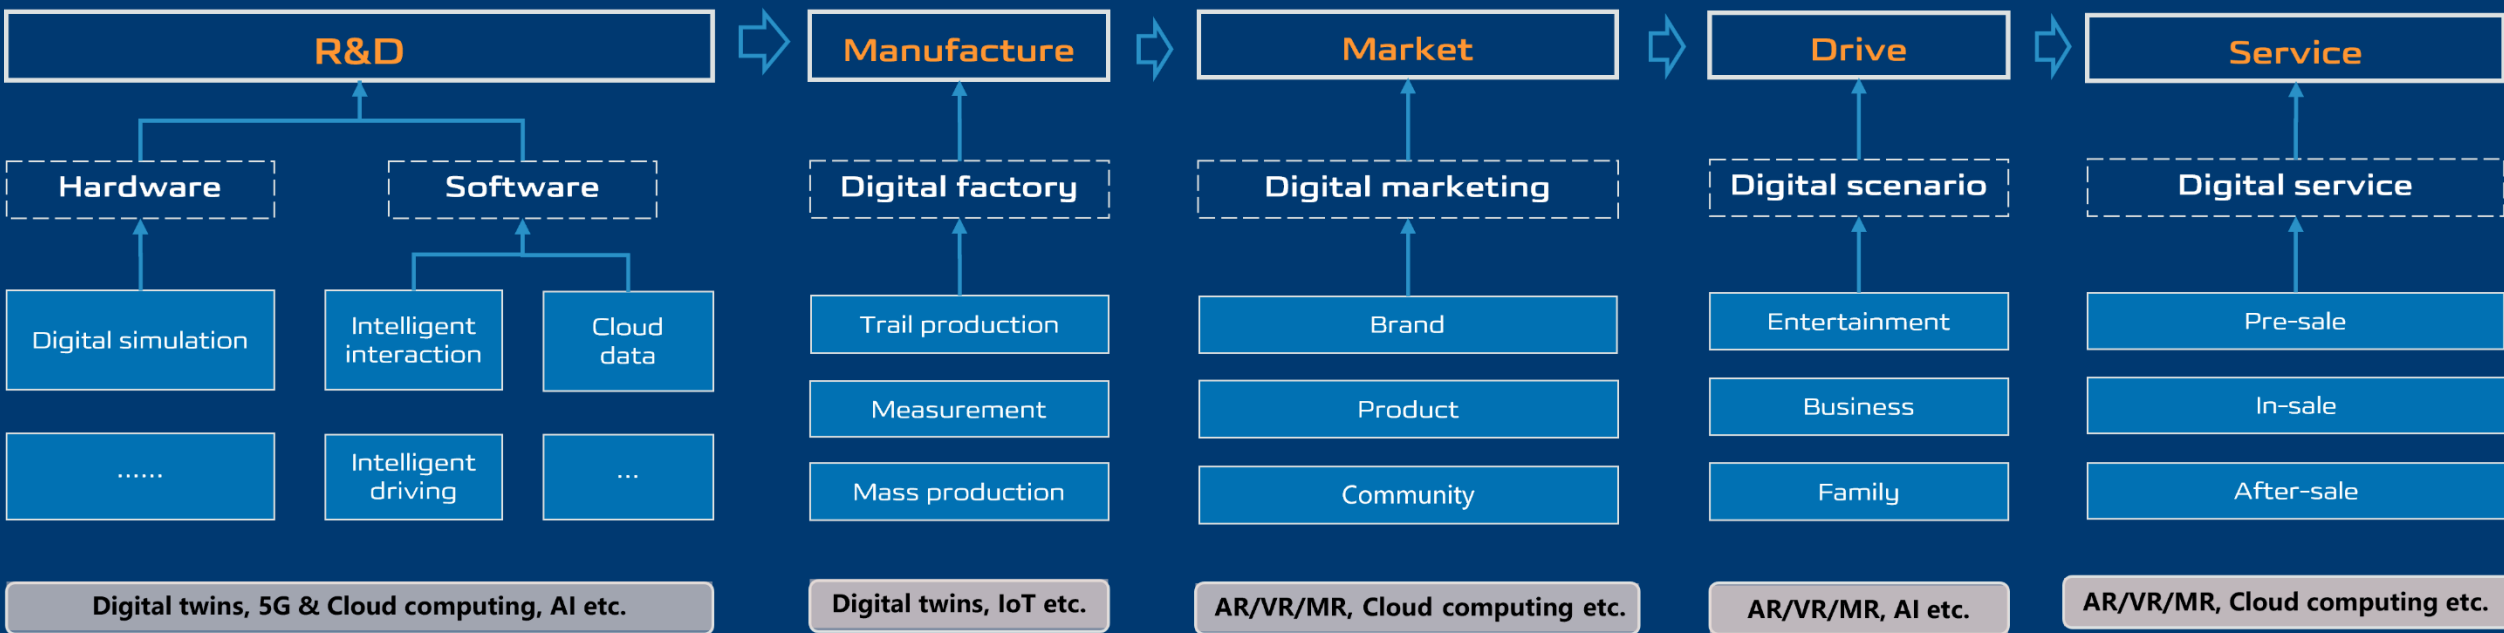 R&D
Manufacture
Market
Drive
Service
Hardware
Software
Digital factory
Digital marketing
Digital scenario
Digital service
Digital simulation
Intelligent
interaction
Cloud
data
Trail production
Brand
Entertainment
Pre-sale
Measurement
Product
Business
In-sale
......
Intelligent
driving
...
Mass production
Community
Family
After-sale
Digital twins, 5G & Cloud computing, AI etc.
Digital twins, IoT etc.
AR/VR/MR, Cloud computing etc.
AR/VR/MR, AI etc.
AR/VR/MR, Cloud computing etc.